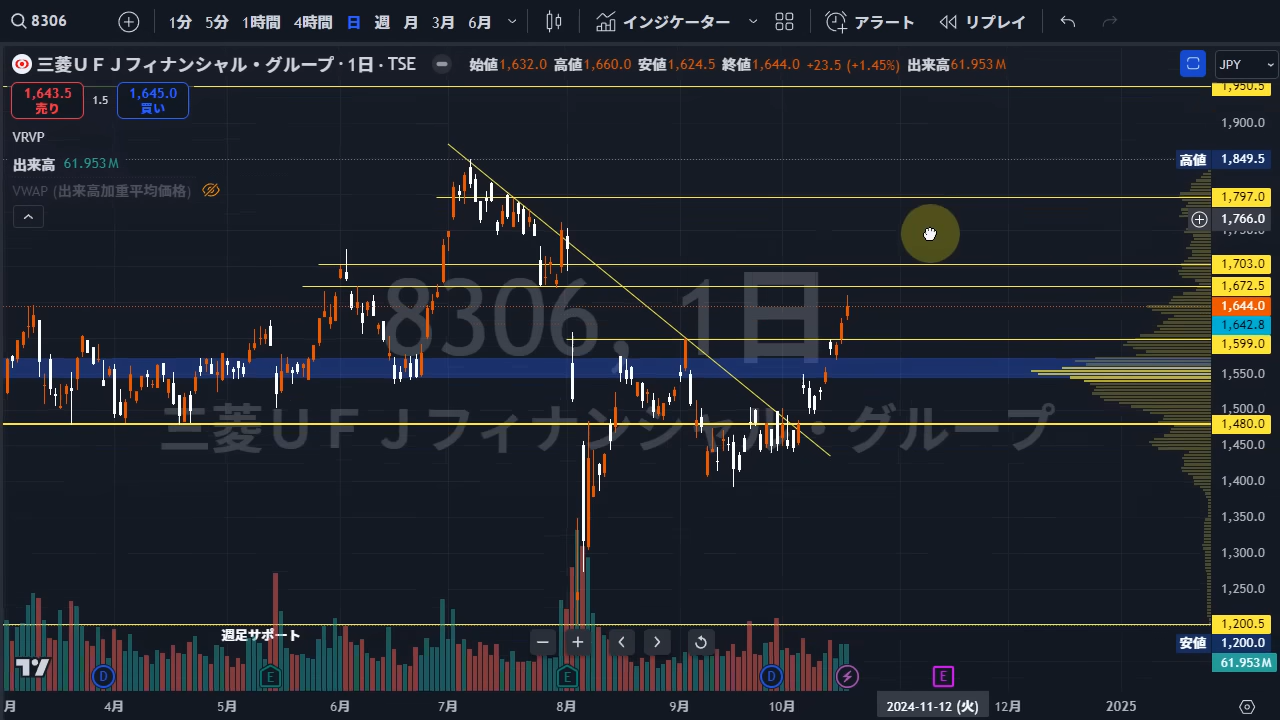 8306 1分 5分 1時間 4時間 日 週 月 3月 6月 インジケーター アラート リプレイ
三菱ＵＦＪフィナンシャル・グループ · 1日 · TSE 始値1,632.0 高値1,660.0 安値1,624.5 終値1,644.0 +23.5 (+1.45%) 出来高61.953M JPY
1,643.5 売り 1.5 1,645.0 買い
VRVP
出来高 61.953M
VWAP (出来高加重平均価格)
8306, 1日
三菱ＵＦＪフィナンシャル・グループ
週足サポート
1,950.5
1,900.0
高値 1,849.5
1,797.0
1,766.0
1,750.0
1,703.0
1,672.5
1,644.0
1,642.8
1,599.0
1,550.0
1,500.0
1,480.0
1,450.0
1,400.0
1,350.0
1,300.0
1,250.0
1,200.5
安値 1,200.0
61.953M
D E E D E
月 4月 5月 6月 7月 8月 9月 10月 2024-11-12 (火) 12月 2025